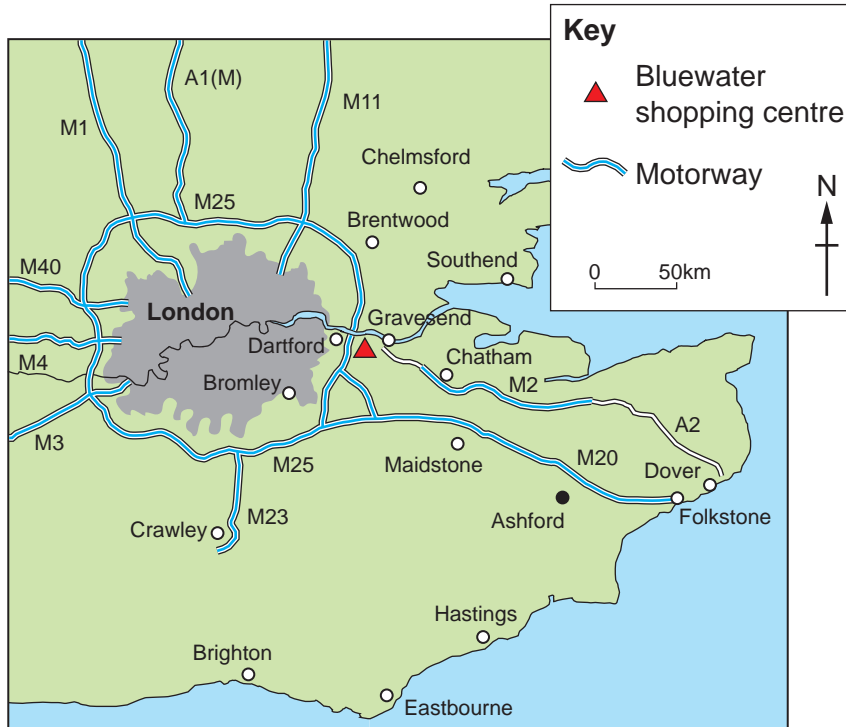 Key
Bluewater
shopping centre
Motorway
N
0 50km
A1(M)
M11
M1
Chelmsford
M25
Brentwood
M40
Southend
London
Gravesend
Dartford
Chatham
M4
Bromley
M2
M3
A2
M25
Maidstone
M20
Dover
Ashford
Folkstone
Crawley
M23
Hastings
Brighton
Eastbourne